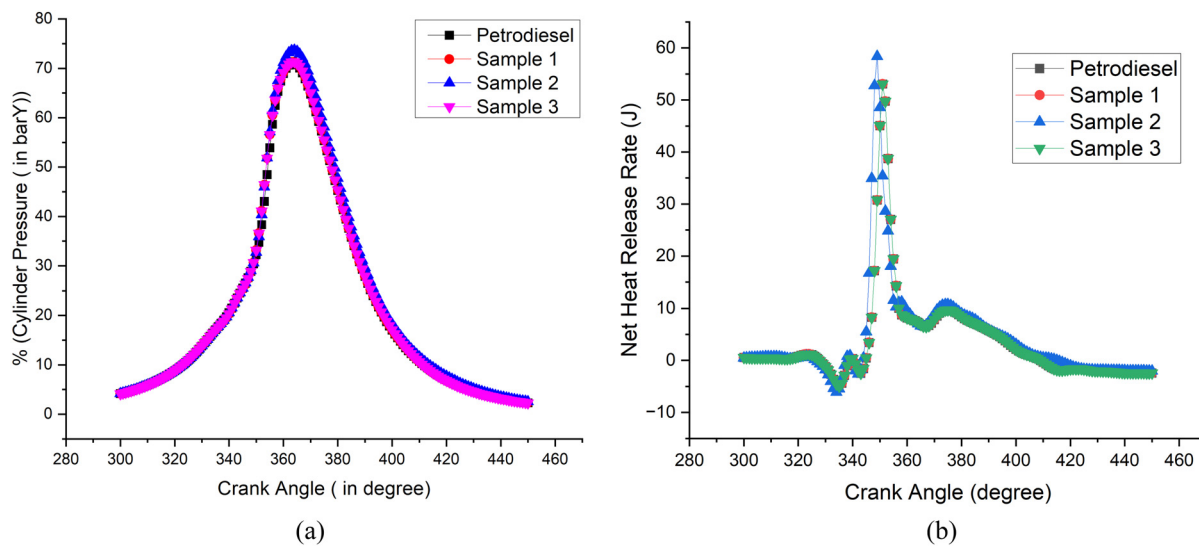 80
70
60
50
40
30
20
10
0
% (Cylinder Pressure ( in barY))
280 300 320 340 360 380 400 420 440 460
Crank Angle ( in degree)
Petrodiesel
Sample 1
Sample 2
Sample 3
(a)
60
50
40
30
20
10
0
−10
Net Heat Release Rate (J)
280 300 320 340 360 380 400 420 440 460
Crank Angle (degree)
Petrodiesel
Sample 1
Sample 2
Sample 3
(b)